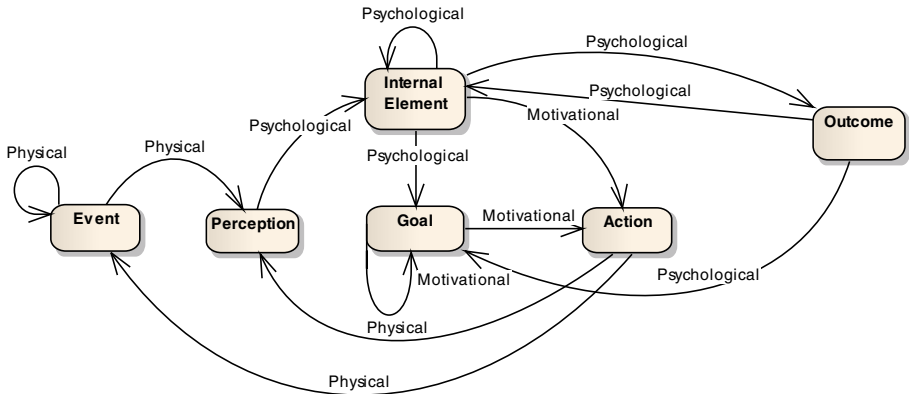 Psychological
Psychological
Internal
Element
Psychological
Motivational
Outcome
Psychological
Physical
Physical
Psychological
Event
Perception
Goal
Motivational
Action
Motivational
Psychological
Physical
Physical